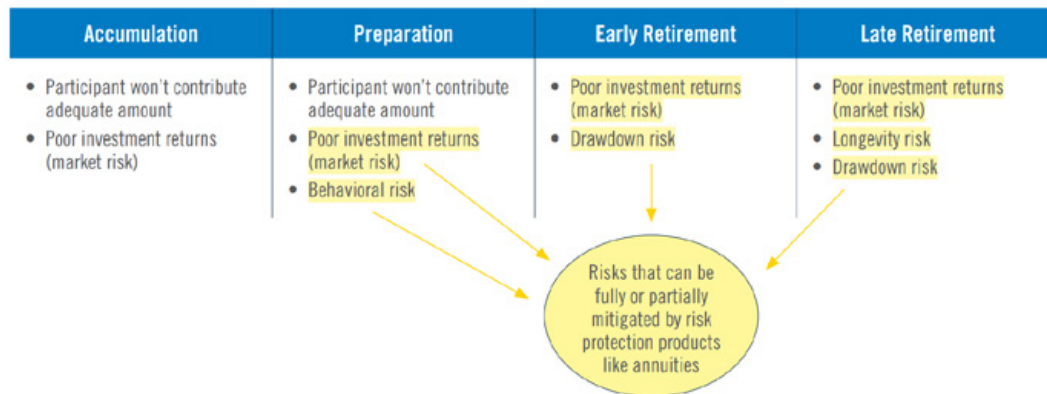 Accumulation
• Participant won't contribute
adequate amount
• Poor investment returns
(market risk)
Preparation
• Participant won't contribute
adequate amount
• Poor investment returns
(market risk)
• Behavioral risk
Early Retirement
• Poor investment returns
(market risk)
• Drawdown risk
Late Retirement
• Poor investment returns
(market risk)
• Longevity risk
• Drawdown risk
Risks that can be
fully or partially
mitigated by risk
protection products
like annuities